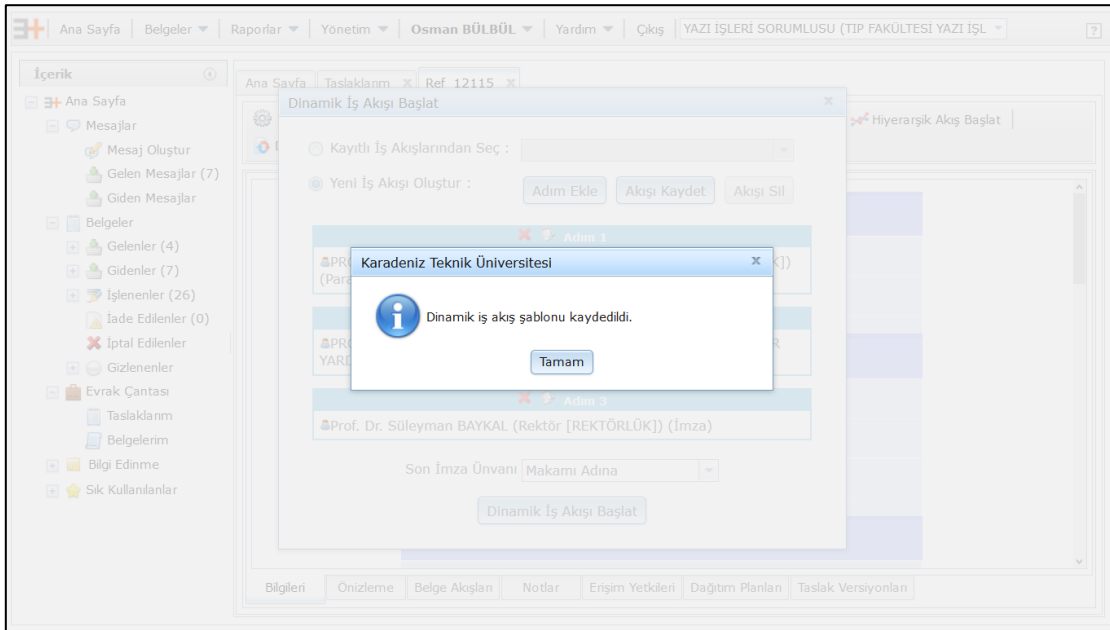 Ana Sayfa Belgeler Raporlar Yönetim Osman BÜLBÜL Yardım Çıkış YAZI İŞLERİ SORUMLUSU (TIP FAKÜLTESİ YAZI İŞL ?
İçerik
Ana Sayfa
Mesajlar
Mesaj Oluştur
Gelen Mesajlar (7)
Giden Mesajlar
Belgeler
Gelenler (4)
Gidenler (7)
İşlenenler (26)
İade Edilenler (0)
İptal Edilenler
Gizlenenler
Evrak Çantası
Taslaklarım
Belgelerim
Bilgi Edinme
Sık Kullanılanlar
Ana Sayfa Taslaklarım x Ref 12115 x
Hiyerarşik Akış Başlat
Dinamik İş Akışı Başlat x
Kayıtlı İş Akışlarından Seç :
Yeni İş Akışı Oluştur : Adım Ekle Akışı Kaydet Akışı Sil
Adım 1
Karadeniz Teknik Üniversitesi x
Dinamik iş akış şablonu kaydedildi.
Tamam
Adım 3
Prof. Dr. Süleyman BAYKAL (Rektör [REKTÖRLÜK]) (İmza)
Son İmza Ünvanı Makamı Adına
Dinamik İş Akışı Başlat
Bilgileri Önizleme Belge Akışları Notlar Erişim Yetkileri Dağıtım Planları Taslak Versiyonları